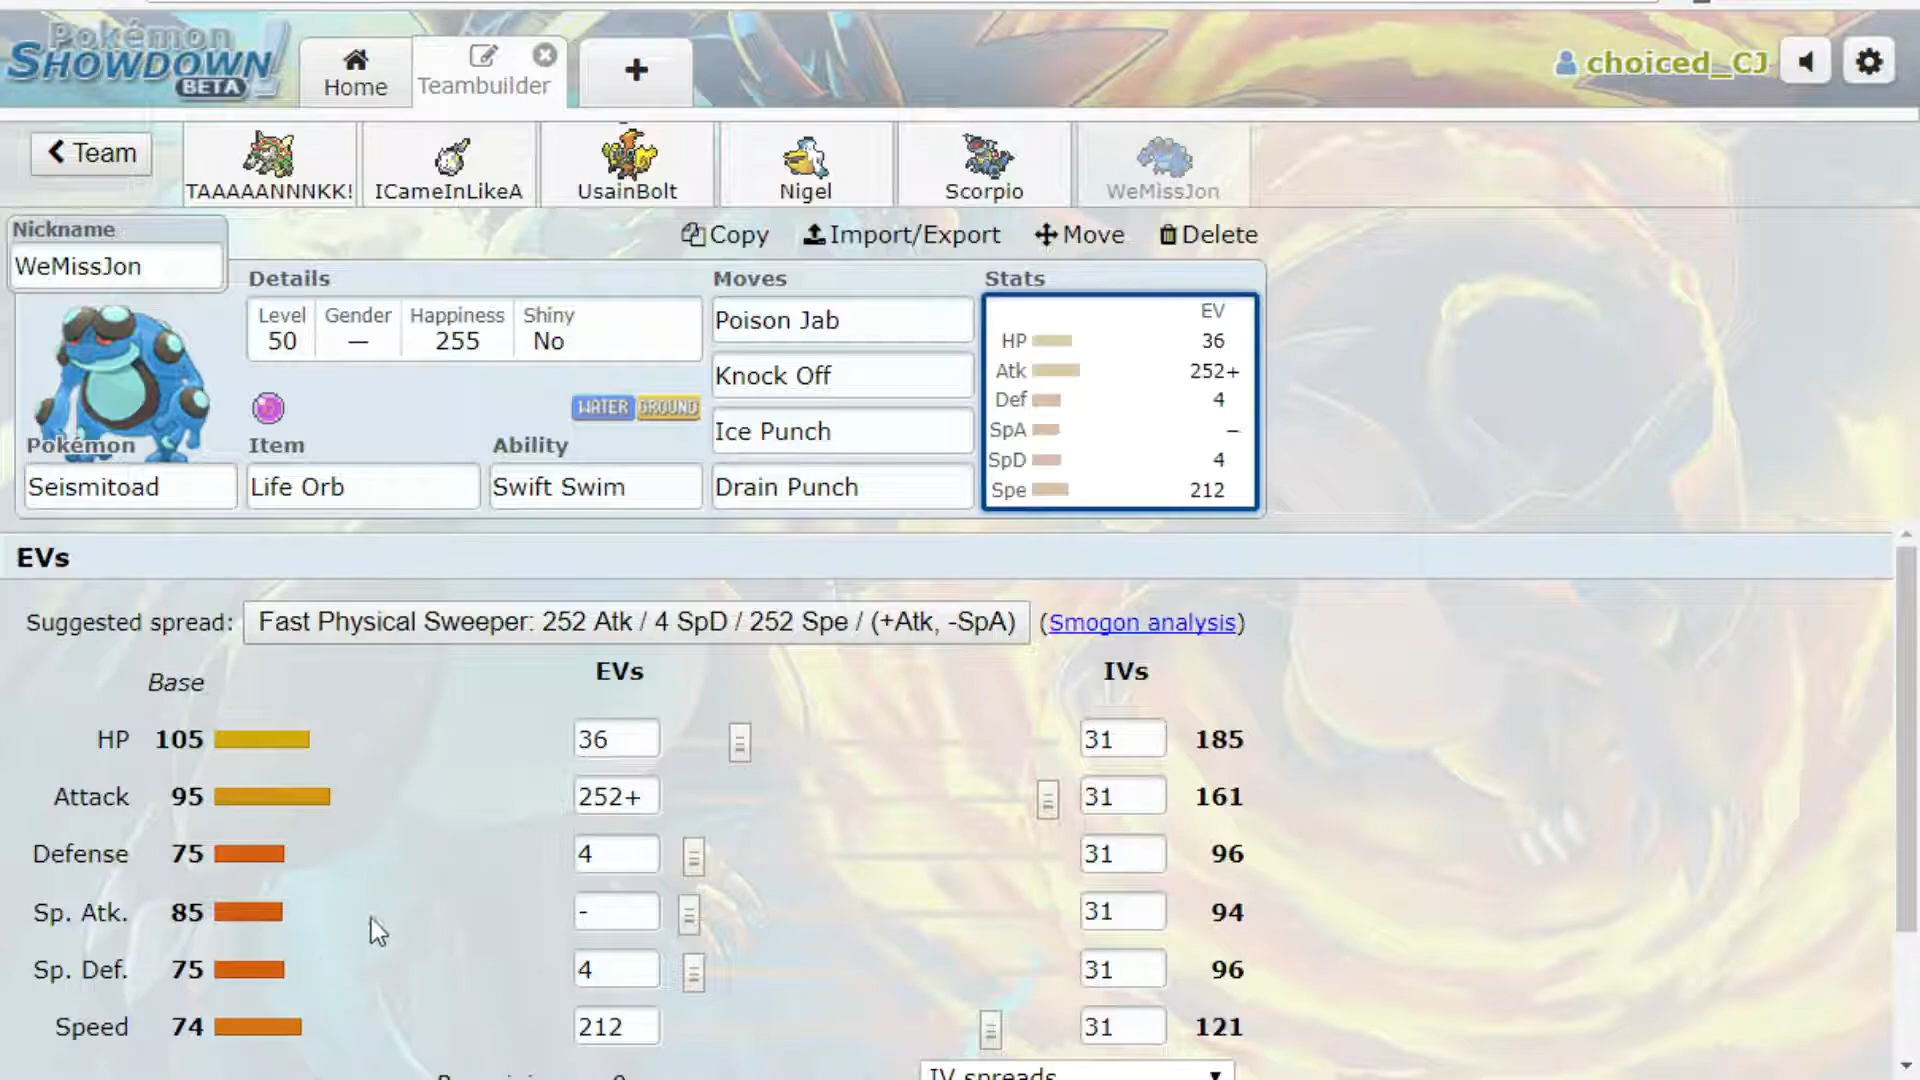 Pokémon
SHOWDOWN!
BETA
Home
Teambuilder
+
choiced_CJ
Team
TAAAAANNNKK!
ICameInLikeA
UsainBolt
Nigel
Scorpio
WeMissJon
Nickname
WeMissJon
Copy
Import/Export
Move
Delete
Details
Moves
Stats
Level
Gender
Happiness
Shiny
50
—
255
No
Poison Jab
Knock Off
Ice Punch
Drain Punch
WATER GROUND
EV
HP 36
Atk 252+
Def 4
SpA –
SpD 4
Spe 212
Pokémon
Item
Ability
Seismitoad
Life Orb
Swift Swim
EVs
Suggested spread: Fast Physical Sweeper: 252 Atk / 4 SpD / 252 Spe / (+Atk, -SpA) (Smogon analysis)
Base EVs IVs
HP 105 36 31 185
Attack 95 252+ 31 161
Defense 75 4 31 96
Sp. Atk. 85 - 31 94
Sp. Def. 75 4 31 96
Speed 74 212 31 121
IV spreads